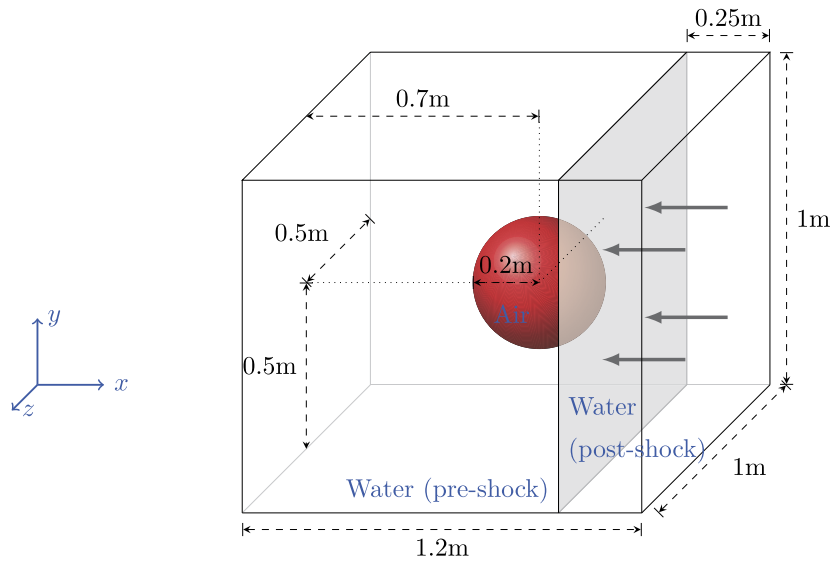 0.25m
0.7m
0.5m
1m
0.2m
Air
y
x
z
0.5m
Water
(post-shock)
1m
Water (pre-shock)
1.2m